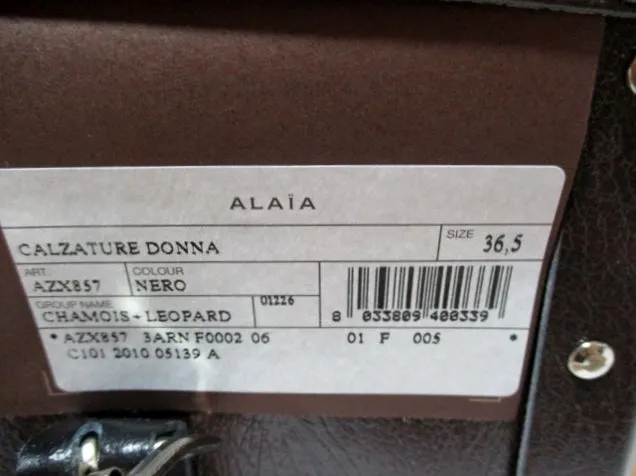 ALAÏA
CALZATURE DONNA
SIZE 36,5
ART. COLOUR
AZX857 NERO
GROUP NAME 01226
CHAMOIS-LEOPARD
8 033809 400339
* AZX857 3ARN F0002 06 01 F 005 *
C101 2010 05139 A